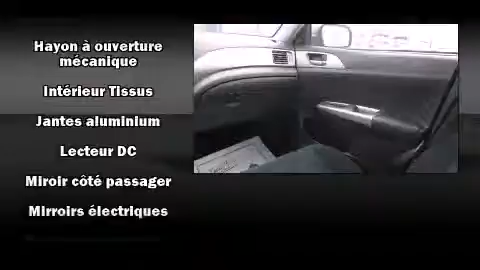 Hayon à ouverture
mécanique
Intérieur Tissus
Jantes aluminium
Lecteur DC
Miroir côté passager
Mirroirs électriques